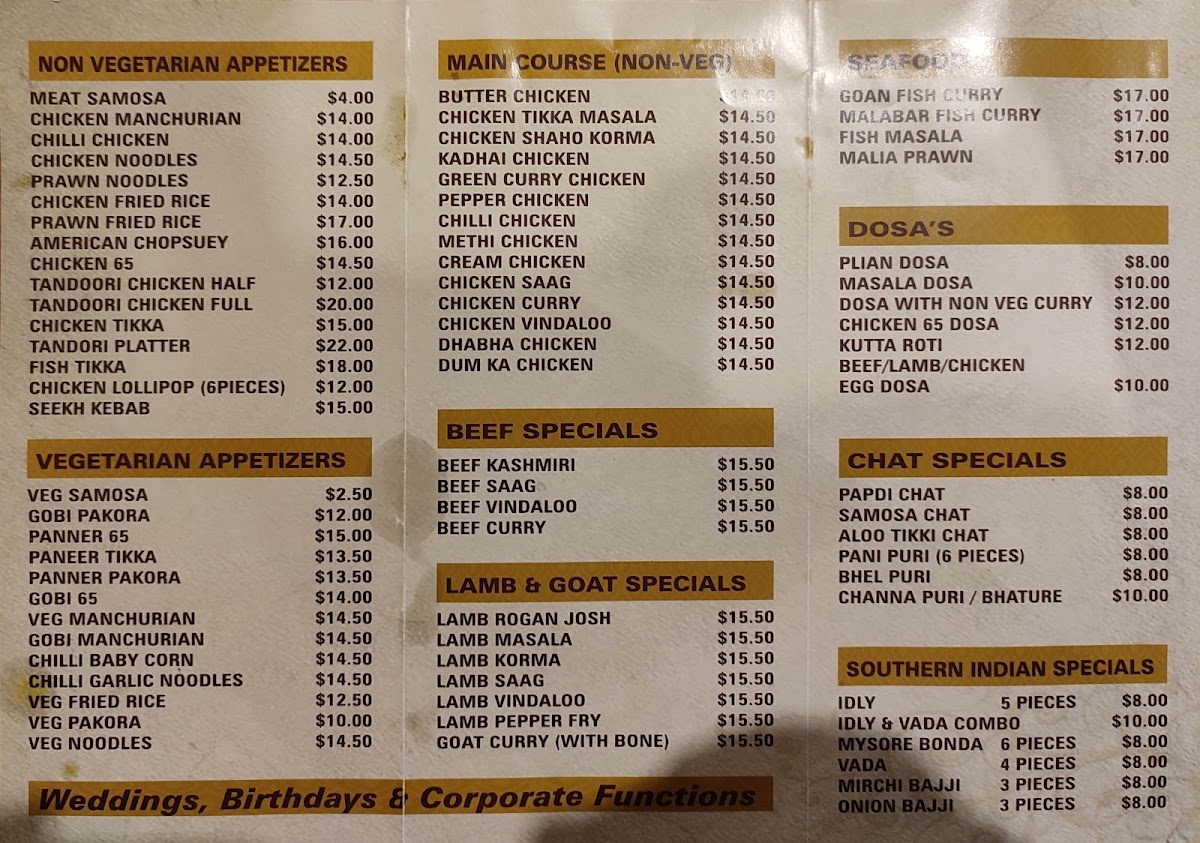 NON VEGETARIAN APPETIZERS
MEAT SAMOSA $4.00
CHICKEN MANCHURIAN $14.00
CHILLI CHICKEN $14.00
CHICKEN NOODLES $14.50
PRAWN NOODLES $12.50
CHICKEN FRIED RICE $14.00
PRAWN FRIED RICE $17.00
AMERICAN CHOPSUEY $16.00
CHICKEN 65 $14.50
TANDOORI CHICKEN HALF $12.00
TANDOORI CHICKEN FULL $20.00
CHICKEN TIKKA $15.00
TANDORI PLATTER $22.00
FISH TIKKA $18.00
CHICKEN LOLLIPOP (6PIECES) $12.00
SEEKH KEBAB $15.00
VEGETARIAN APPETIZERS
VEG SAMOSA $2.50
GOBI PAKORA $12.00
PANNER 65 $15.00
PANEER TIKKA $13.50
PANNER PAKORA $13.50
GOBI 65 $14.00
VEG MANCHURIAN $14.50
GOBI MANCHURIAN $14.50
CHILLI BABY CORN $14.50
CHILLI GARLIC NOODLES $14.50
VEG FRIED RICE $12.50
VEG PAKORA $10.00
VEG NOODLES $14.50
MAIN COURSE (NON-VEG)
BUTTER CHICKEN
CHICKEN TIKKA MASALA $14.50
CHICKEN SHAHO KORMA $14.50
KADHAI CHICKEN $14.50
GREEN CURRY CHICKEN $14.50
PEPPER CHICKEN $14.50
CHILLI CHICKEN $14.50
METHI CHICKEN $14.50
CREAM CHICKEN $14.50
CHICKEN SAAG $14.50
CHICKEN CURRY $14.50
CHICKEN VINDALOO $14.50
DHABHA CHICKEN $14.50
DUM KA CHICKEN $14.50
BEEF SPECIALS
BEEF KASHMIRI $15.50
BEEF SAAG $15.50
BEEF VINDALOO $15.50
BEEF CURRY $15.50
LAMB & GOAT SPECIALS
LAMB ROGAN JOSH $15.50
LAMB MASALA $15.50
LAMB KORMA $15.50
LAMB SAAG $15.50
LAMB VINDALOO $15.50
LAMB PEPPER FRY $15.50
GOAT CURRY (WITH BONE) $15.50
Weddings, Birthdays & Corporate Functions
SEAFOOD
GOAN FISH CURRY $17.00
MALABAR FISH CURRY $17.00
FISH MASALA $17.00
MALIA PRAWN $17.00
DOSA'S
PLIAN DOSA $8.00
MASALA DOSA $10.00
DOSA WITH NON VEG CURRY $12.00
CHICKEN 65 DOSA $12.00
KUTTA ROTI $12.00
BEEF/LAMB/CHICKEN
EGG DOSA $10.00
CHAT SPECIALS
PAPDI CHAT $8.00
SAMOSA CHAT $8.00
ALOO TIKKI CHAT $8.00
PANI PURI (6 PIECES) $8.00
BHEL PURI $8.00
CHANNA PURI / BHATURE $10.00
SOUTHERN INDIAN SPECIALS
IDLY 5 PIECES $8.00
IDLY & VADA COMBO $10.00
MYSORE BONDA 6 PIECES $8.00
VADA 4 PIECES $8.00
MIRCHI BAJJI 3 PIECES $8.00
ONION BAJJI 3 PIECES $8.00